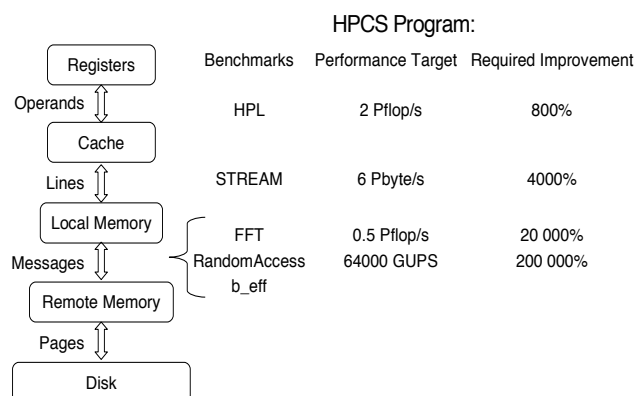 HPCS Program:
Benchmarks Performance Target Required Improvement
Registers
Operands
HPL 2 Pflop/s 800%
Cache
Lines
STREAM 6 Pbyte/s 4000%
Local Memory
FFT 0.5 Pflop/s 20 000%
Messages
RandomAccess 64000 GUPS 200 000%
b_eff
Remote Memory
Pages
Disk